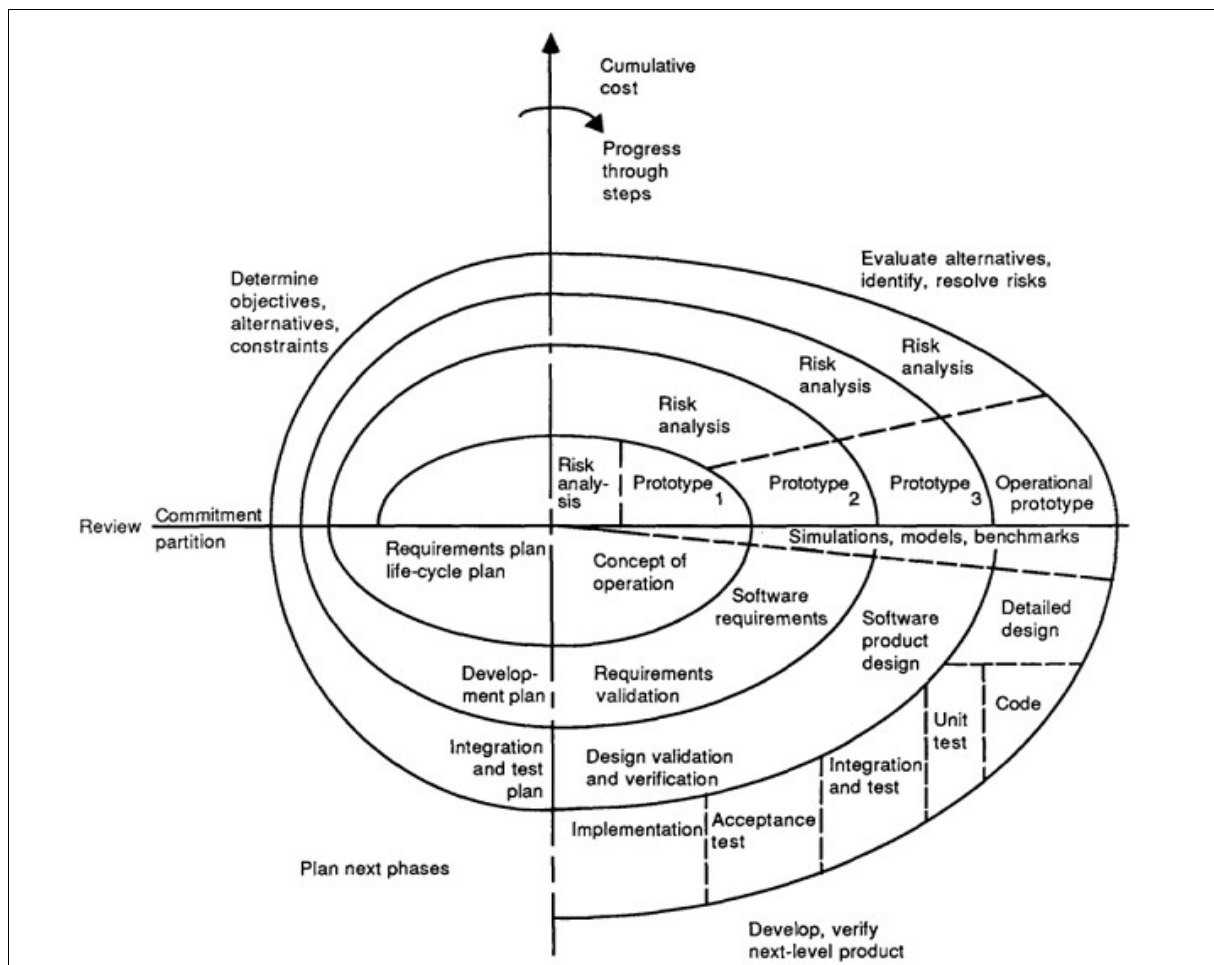 Cumulative
cost
Progress
through
steps
Evaluate alternatives,
identify, resolve risks
Determine
objectives,
alternatives,
constraints
Risk
analysis
Risk
analysis
Risk
analysis
Risk
analy-
sis
Prototype 1
Prototype 2
Prototype 3
Operational
prototype
Review
Commitment
partition
Simulations, models, benchmarks
Requirements plan
life-cycle plan
Concept of
operation
Software
requirements
Software
product
design
Detailed
design
Develop-
ment plan
Requirements
validation
Code
Unit
test
Integration
and test
plan
Design validation
and verification
Integration
and test
Acceptance
test
Implementation
Plan next phases
Develop, verify
next-level product